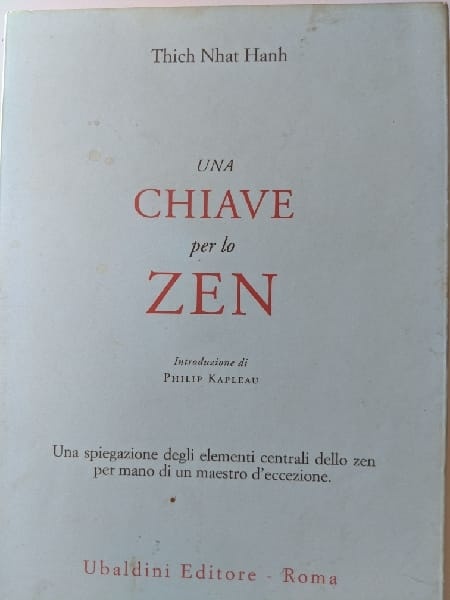 Thich Nhat Hanh
UNA
CHIAVE
per lo
ZEN
Introduzione di
PHILIP KAPLEAU
Una spiegazione degli elementi centrali dello zen
per mano di un maestro d'eccezione.
Ubaldini Editore - Roma